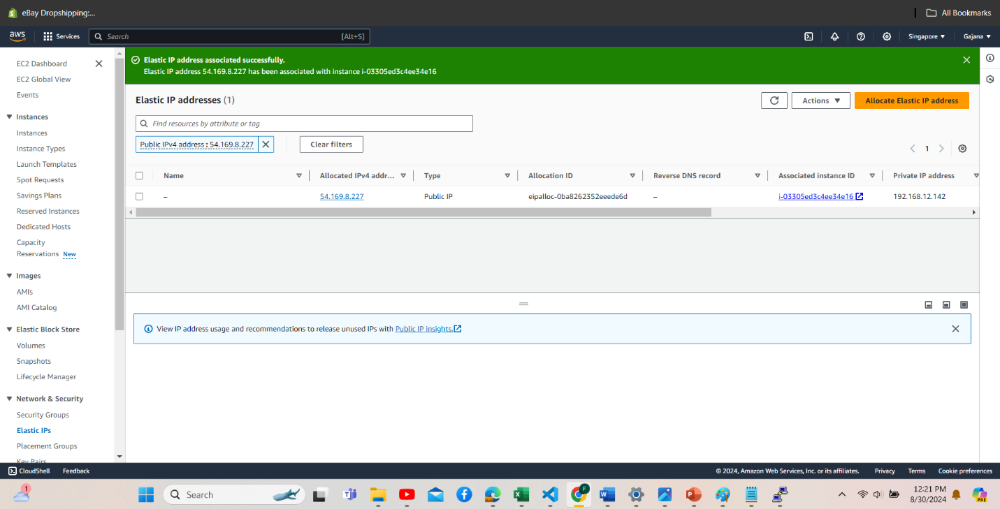 eBay Dropshipping:...
All Bookmarks
aws
Services
Search
[Alt+S]
Singapore ▼
Gajana ▼
EC2 Dashboard
EC2 Global View
Events
Instances
Instances
Instance Types
Launch Templates
Spot Requests
Savings Plans
Reserved Instances
Dedicated Hosts
Capacity
Reservations New
Images
AMIs
AMI Catalog
Elastic Block Store
Volumes
Snapshots
Lifecycle Manager
Network & Security
Security Groups
Elastic IPs
Placement Groups
Key Pairs
Elastic IP address associated successfully.
Elastic IP address 54.169.8.227 has been associated with instance i-03305ed3c4ee34e16
Elastic IP addresses (1)
Actions ▼
Allocate Elastic IP address
Find resources by attribute or tag
Public IPv4 address : 54.169.8.227
Clear filters
1
Name
Allocated IPv4 addr...
Type
Allocation ID
Reverse DNS record
Associated instance ID
Private IP address
–
54.169.8.227
Public IP
eipalloc-0ba8262352eeede6d
–
i-03305ed3c4ee34e16
192.168.12.142
View IP address usage and recommendations to release unused IPs with Public IP insights.
CloudShell
Feedback
© 2024, Amazon Web Services, Inc. or its affiliates.
Privacy
Terms
Cookie preferences
1
Search
F
12:21 PM
8/30/2024
PRE